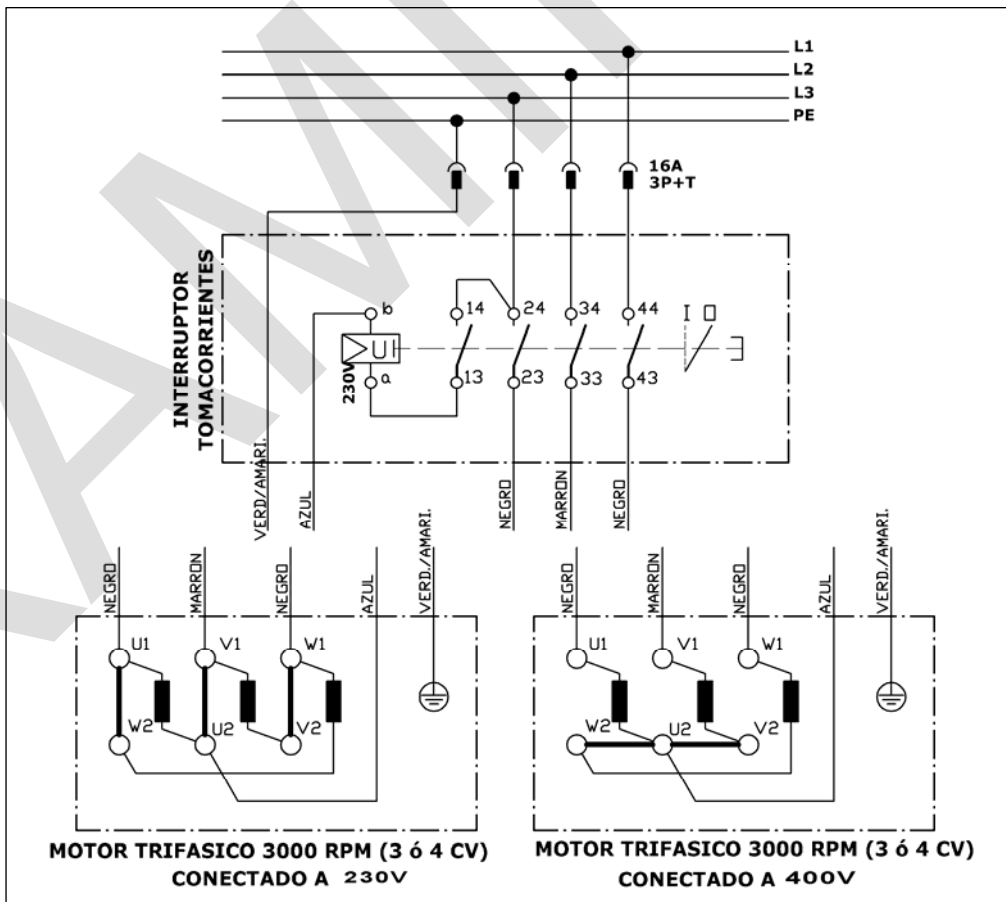 L1
L2
L3
PE
16A
3P+T
INTERRUPTOR
TOMACORRIENTES
b
14
24
34
44
I O
U
230V
a
13
23
33
43
VERD/AMARI.
AZUL
NEGRO
MARRON
NEGRO
NEGRO
MARRON
NEGRO
AZUL
VERD./AMARI.
NEGRO
MARRON
NEGRO
AZUL
VERD./AMARI.
U1
V1
W1
W2
U2
V2
U1
V1
W1
W2
U2
V2
MOTOR TRIFASICO 3000 RPM (3 ó 4 CV)
CONECTADO A 230V
MOTOR TRIFASICO 3000 RPM (3 ó 4 CV)
CONECTADO A 400V